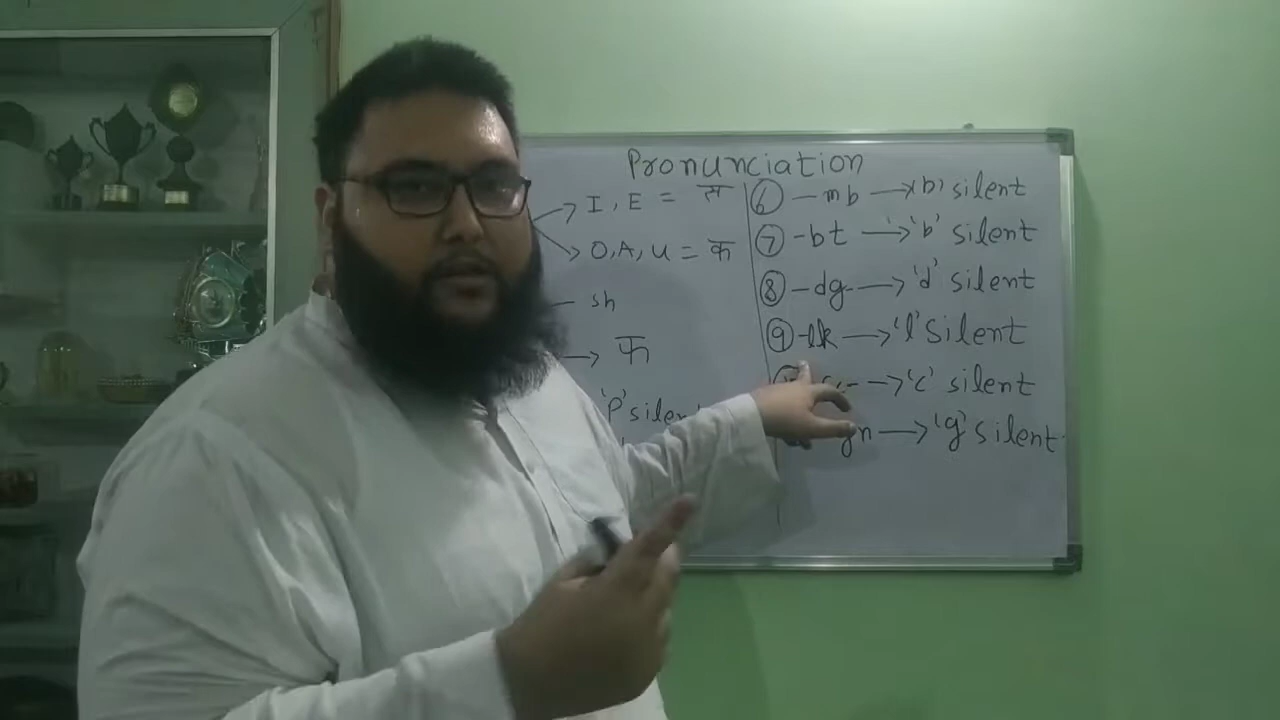 Pronunciation
I, E = स
O, A, U = क
sh
→ फ
'p' silent
⑥ -mb → 'b' silent
⑦ -bt → 'b' silent
⑧ -dg → 'd' silent
⑨ -lk → 'l' silent
→ 'c' silent
gn → 'g' silent